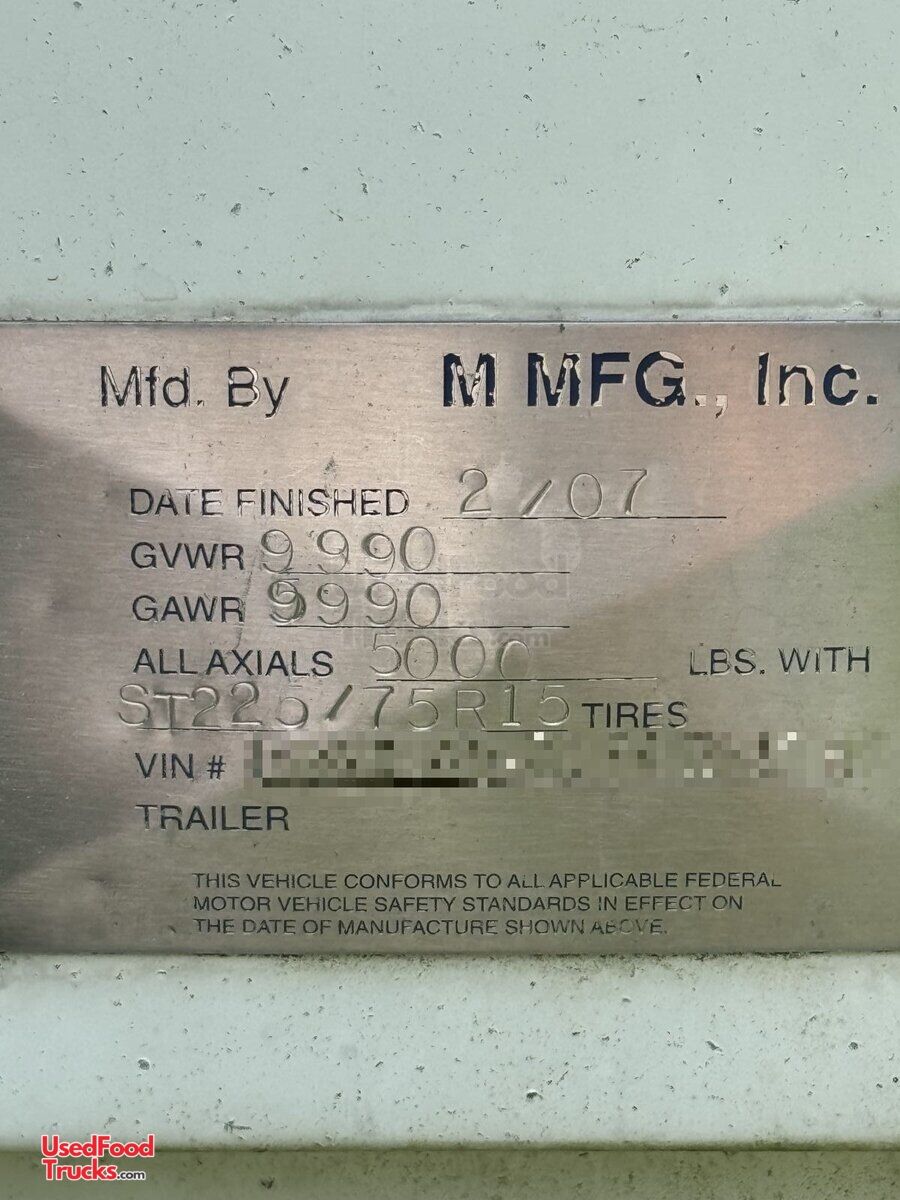 Mfd. By M MFG., Inc.
DATE FINISHED 2/07
GVWR 9990
GAWR 9990
ALL AXIALS 5000 LBS. WITH
ST225/75R15 TIRES
VIN #
TRAILER
THIS VEHICLE CONFORMS TO ALL APPLICABLE FEDERAL
MOTOR VEHICLE SAFETY STANDARDS IN EFFECT ON
THE DATE OF MANUFACTURE SHOWN ABOVE.
UsedFood
Trucks.com